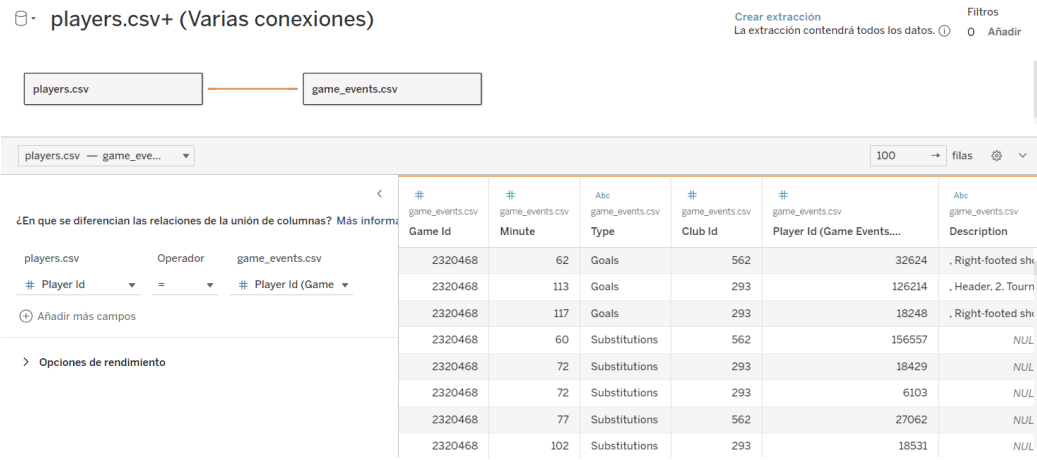 players.csv+ (Varias conexiones)
Crear extracción
La extracción contendrá todos los datos.
Filtros
0 Añadir
players.csv
game_events.csv
players.csv — game_eve...
100 → filas
¿En que se diferencian las relaciones de la unión de columnas? Más informa
players.csv Operador game_events.csv
# Player Id = # Player Id (Game
Añadir más campos
Opciones de rendimiento
# # Abc # # Abc
game_events.csv game_events.csv game_events.csv game_events.csv game_events.csv game_events.csv
Game Id Minute Type Club Id Player Id (Game Events.... Description
2320468 62 Goals 562 32624 , Right-footed sho
2320468 113 Goals 293 126214 , Header, 2. Tourn
2320468 117 Goals 293 18248 , Right-footed sho
2320468 60 Substitutions 562 156557 NUL
2320468 72 Substitutions 293 18429 NUL
2320468 72 Substitutions 293 6103 NUL
2320468 77 Substitutions 562 27062 NUL
2320468 102 Substitutions 293 18531 NUL